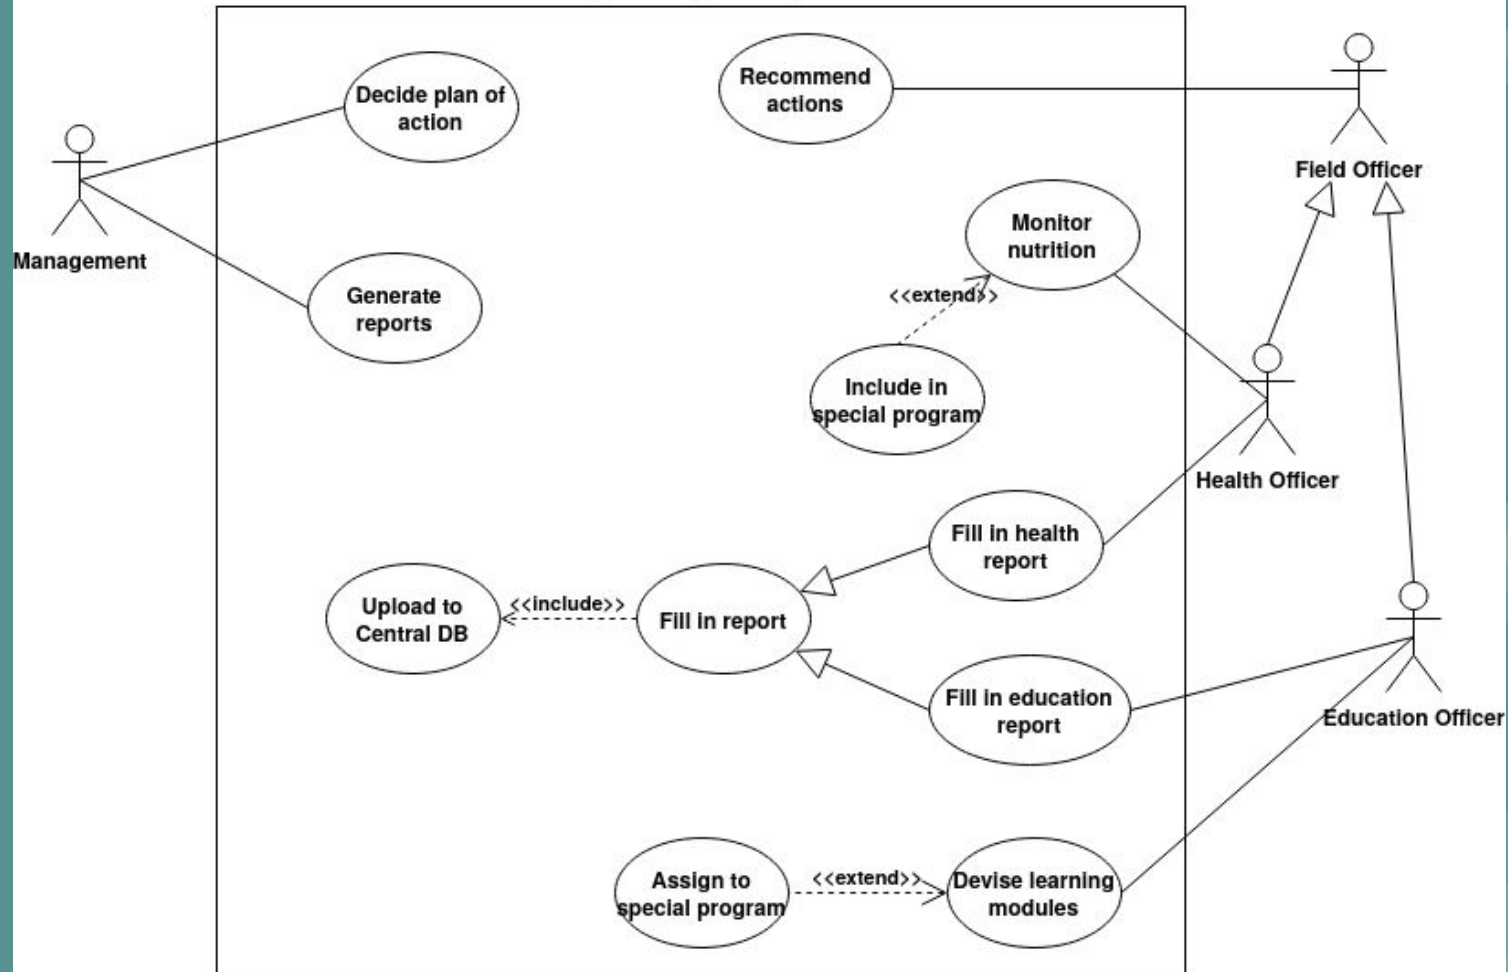 Decide plan of
action
Recommend
actions
Field Officer
Management
Monitor
nutrition
Generate
reports
<<extend>>
Include in
special program
Health Officer
Fill in health
report
Upload to
Central DB
<<include>>
Fill in report
Fill in education
report
Education Officer
Assign to
special program
<<extend>>
Devise learning
modules